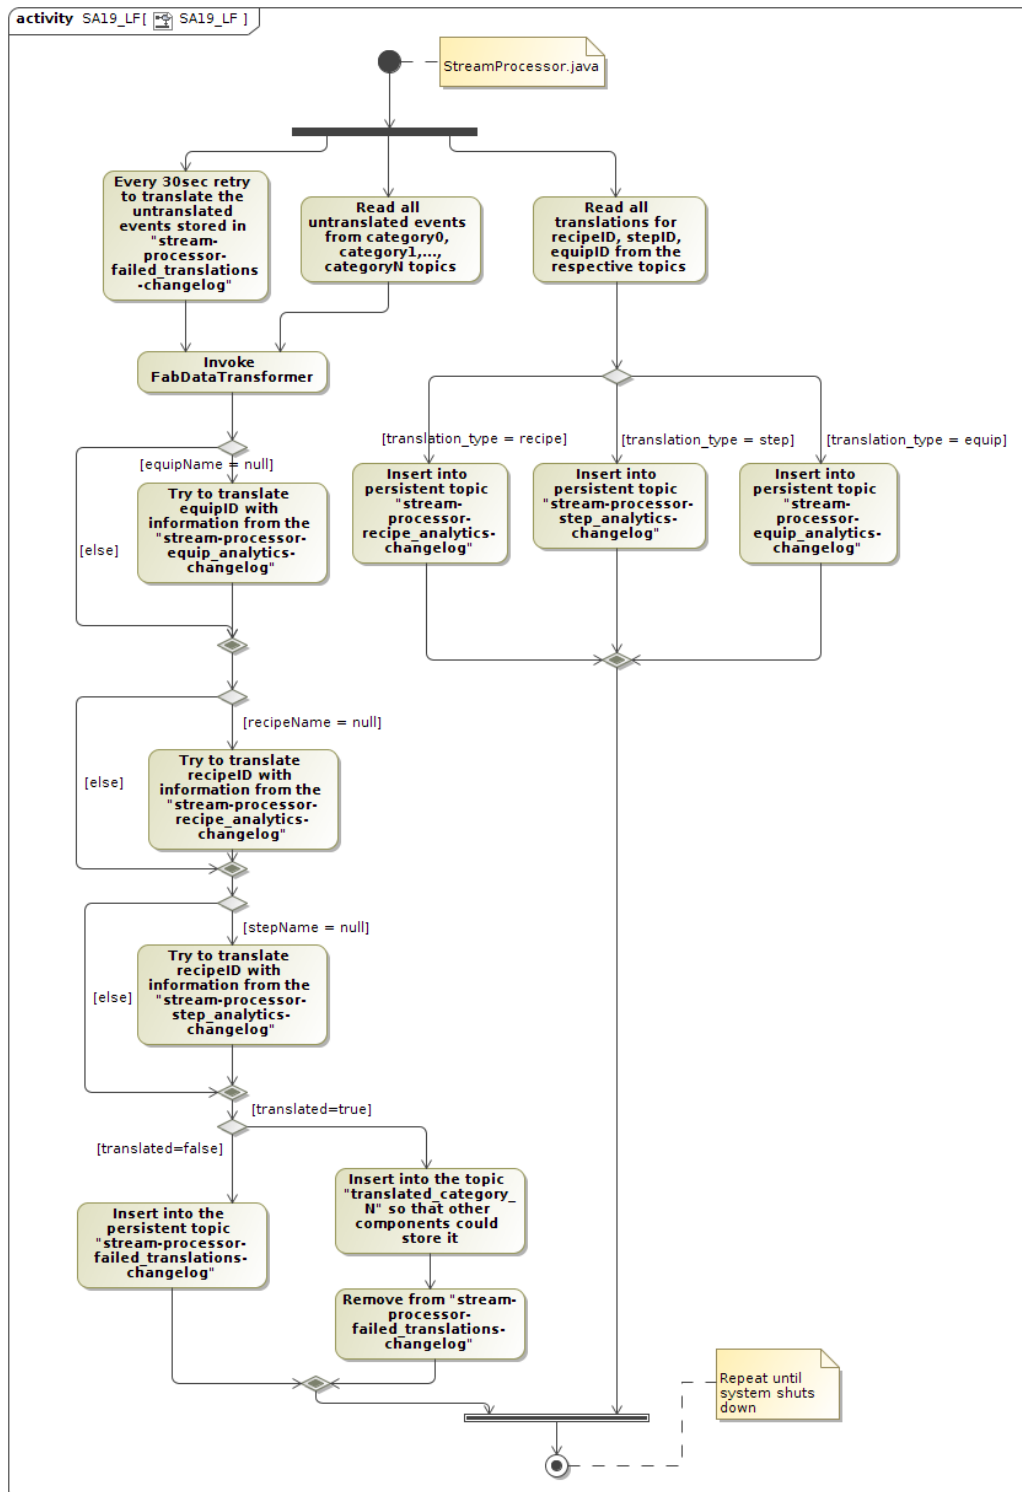 activity SA19_LF[ SA19_LF ]
StreamProcessor.java
Every 30sec retry
to translate the
untranslated
events stored in
"stream-
processor-
failed_translations
-changelog"
Read all
untranslated events
from category0,
category1,...,
categoryN topics
Read all
translations for
recipeID, stepID,
equipID from the
respective topics
Invoke
FabDataTransformer
[equipName = null]
[else]
Try to translate
equipID with
information from the
"stream-processor-
equip_analytics-
changelog"
[translation_type = recipe]
[translation_type = step]
[translation_type = equip]
Insert into
persistent topic
"stream-
processor-
recipe_analytics-
changelog"
Insert into
persistent topic
"stream-processor-
step_analytics-
changelog"
Insert into
persistent topic
"stream-
processor-
equip_analytics-
changelog"
[recipeName = null]
[else]
Try to translate
recipeID with
information from the
"stream-processor-
recipe_analytics-
changelog"
[stepName = null]
[else]
Try to translate
recipeID with
information from the
"stream-processor-
step_analytics-
changelog"
[translated=true]
[translated=false]
Insert into the topic
"translated_category_
N" so that other
components could
store it
Insert into the
persistent topic
"stream-processor-
failed_translations-
changelog"
Remove from "stream-
processor-
failed_translations-
changelog"
Repeat until
system shuts
down